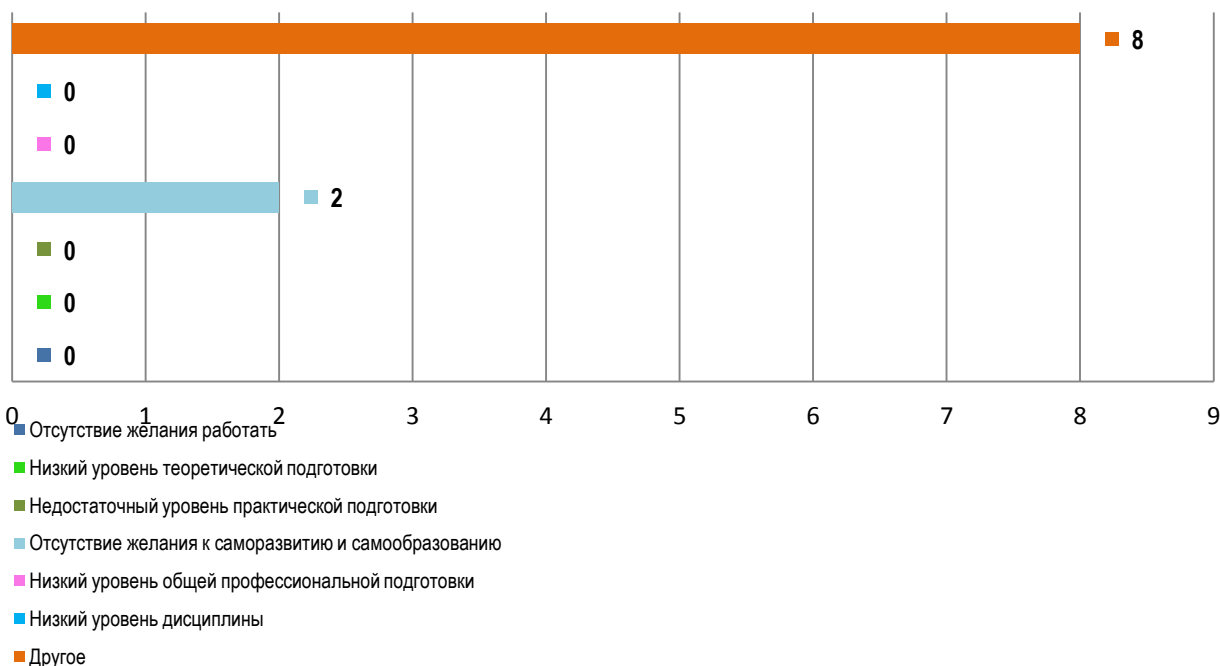 8
0
0
2
0
0
0
0 1 2 3 4 5 6 7 8 9
Отсутствие желания работать
Низкий уровень теоретической подготовки
Недостаточный уровень практической подготовки
Отсутствие желания к саморазвитию и самообразованию
Низкий уровень общей профессиональной подготовки
Низкий уровень дисциплины
Другое